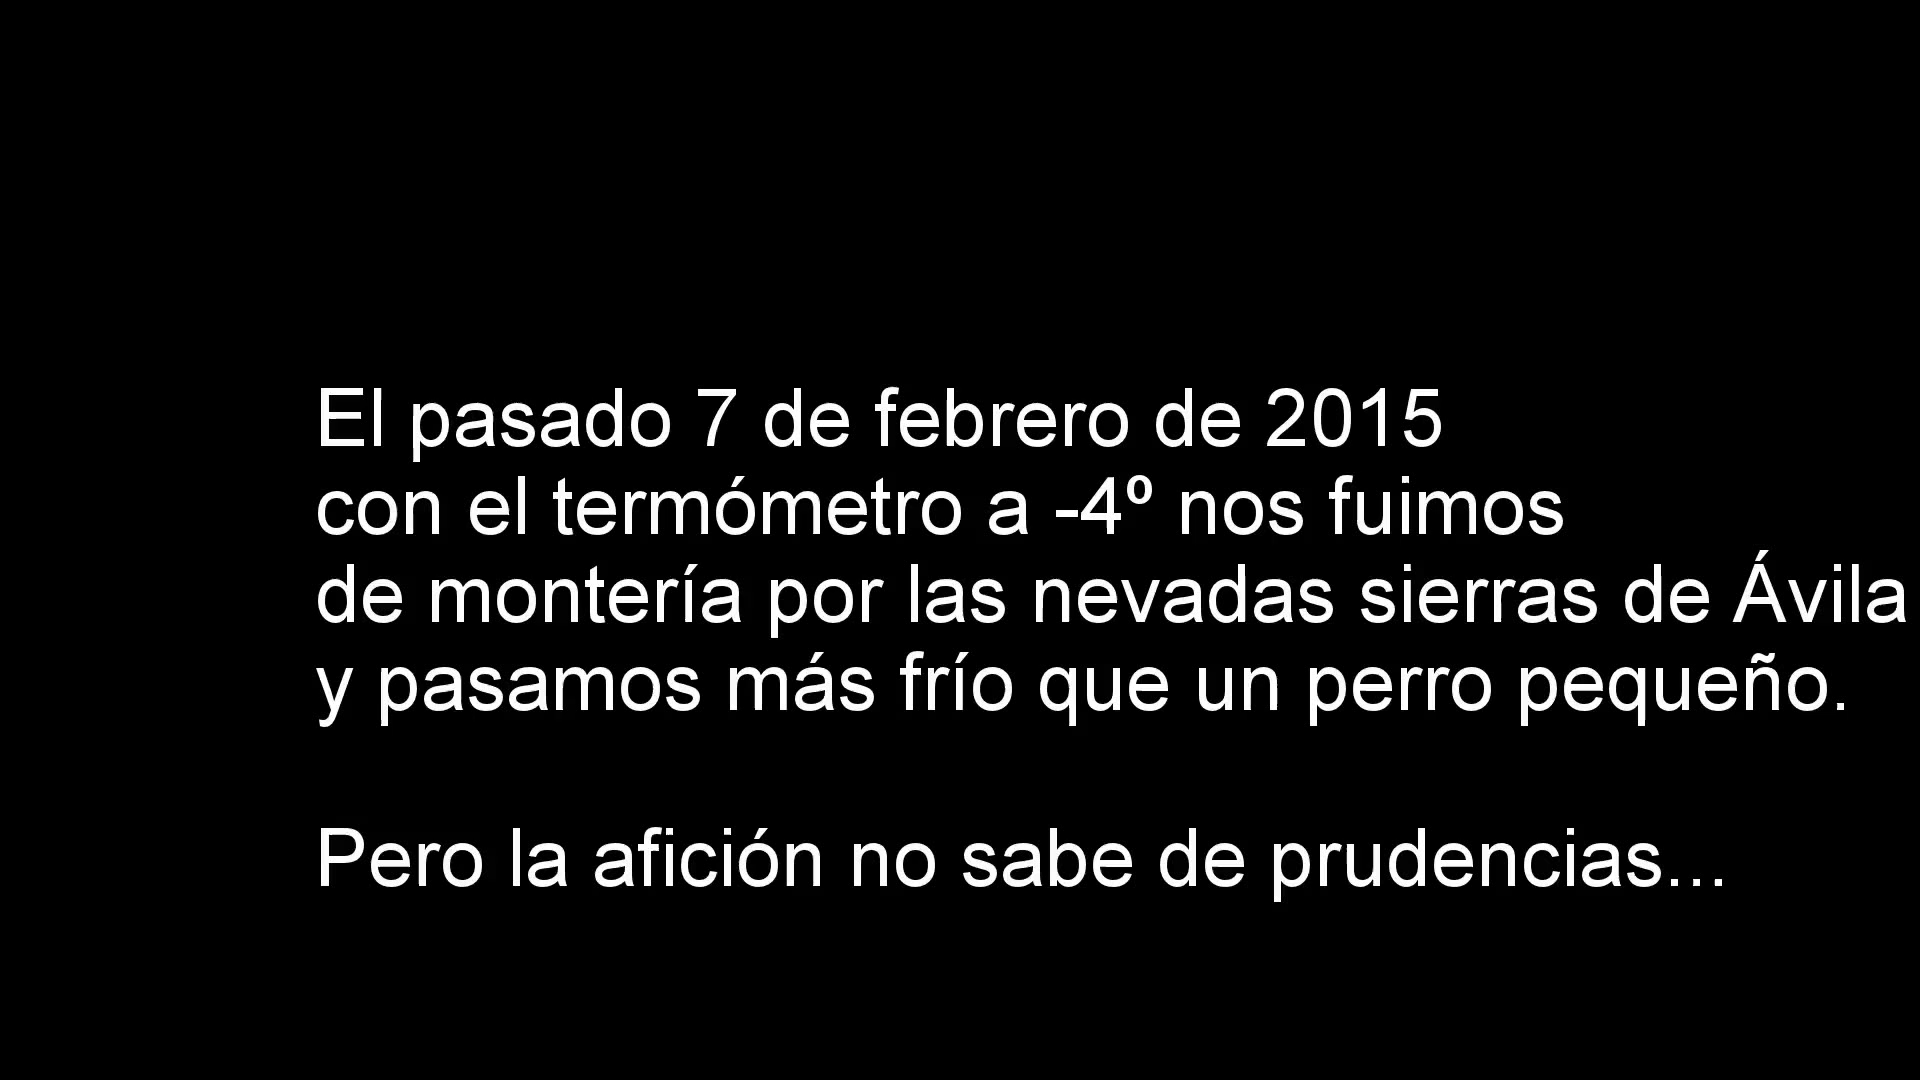 El pasado 7 de febrero de 2015
con el termómetro a -4º nos fuimos
de montería por las nevadas sierras de Ávila
y pasamos más frío que un perro pequeño.
Pero la afición no sabe de prudencias...